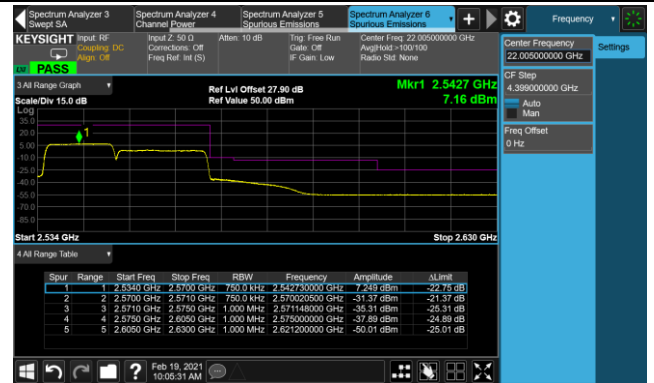 Spectrum Analyzer 3
Swept SA
Spectrum Analyzer 4
Channel Power
Spectrum Analyzer 5
Spurious Emissions
Spectrum Analyzer 6
Spurious Emissions
Frequency
KEYSIGHT
Input: RF
Coupling: DC
Align: Off
Input Z: 50 Ω
Corrections: Off
Freq Ref: Int (S)
Atten: 10 dB
Trig: Free Run
Gate: Off
IF Gain: Low
Center Freq: 22.005000000 GHz
Avg|Hold:>100/100
Radio Std: None
PASS
Center Frequency
22.005000000 GHz
Settings
CF Step
4.399000000 GHz
Auto
Man
Freq Offset
0 Hz
3 All Range Graph
Ref Lvl Offset 27.90 dB
Mkr1 2.5427 GHz
Scale/Div 15.0 dB
Ref Value 50.00 dBm
7.16 dBm
Log
35.0
20.0
5.00
-10.0
-25.0
-40.0
-55.0
-70.0
-85.0
1
Start 2.534 GHz
Stop 2.630 GHz
4 All Range Table
Spur Range Start Freq Stop Freq RBW Frequency Amplitude ΔLimit
1 1 2.5340 GHz 2.5700 GHz 750.0 kHz 2.542730000 GHz 7.249 dBm -22.75 dB
2 2 2.5700 GHz 2.5710 GHz 750.0 kHz 2.570020500 GHz -31.37 dBm -21.37 dB
3 3 2.5710 GHz 2.5750 GHz 1.000 MHz 2.571148000 GHz -35.31 dBm -25.31 dB
4 4 2.5750 GHz 2.6050 GHz 1.000 MHz 2.575000000 GHz -37.89 dBm -24.89 dB
5 5 2.6050 GHz 2.6300 GHz 1.000 MHz 2.621200000 GHz -50.01 dBm -25.01 dB
Feb 19, 2021
10:05:31 AM